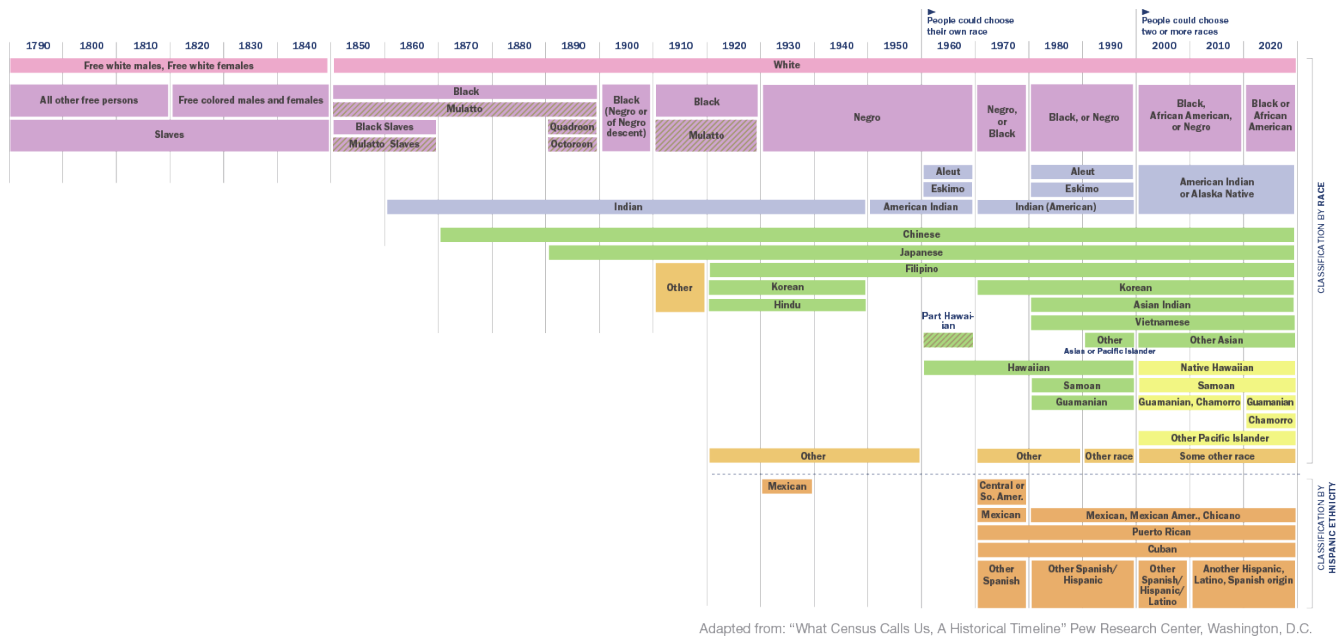 ▶ People could choose
their own race
▶ People could choose
two or more races
1790 1800 1810 1820 1830 1840 1850 1860 1870 1880 1890 1900 1910 1920 1930 1940 1950 1960 1970 1980 1990 2000 2010 2020
Free white males, Free white females
White
All other free persons
Free colored males and females
Slaves
Black
Mulatto
Black Slaves
Mulatto Slaves
Quadroon
Octoroon
Black
(Negro or
of Negro
descent)
Black
Mulatto
Negro
Negro,
or
Black
Black, or Negro
Black,
African American,
or Negro
Black or
African
American
Aleut
Eskimo
Aleut
Eskimo
American Indian
or Alaska Native
Indian
American Indian
Indian (American)
Chinese
Japanese
Filipino
Other
Korean
Korean
Hindu
Asian Indian
Vietnamese
Part Hawai-
ian
Other
Asian or Pacific Islander
Other Asian
Hawaiian
Native Hawaiian
Samoan
Samoan
Guamanian
Guamanian, Chamorro
Guamanian
Chamorro
Other Pacific Islander
Other
Other
Other race
Some other race
CLASSIFICATION BY RACE
Mexican
Central or
So. Amer.
Mexican
Mexican, Mexican Amer., Chicano
Puerto Rican
Cuban
Other
Spanish
Other Spanish/
Hispanic
Other
Spanish/
Hispanic/
Latino
Another Hispanic,
Latino, Spanish origin
CLASSIFICATION BY
HISPANIC ETHNICITY
Adapted from: “What Census Calls Us, A Historical Timeline” Pew Research Center, Washington, D.C.